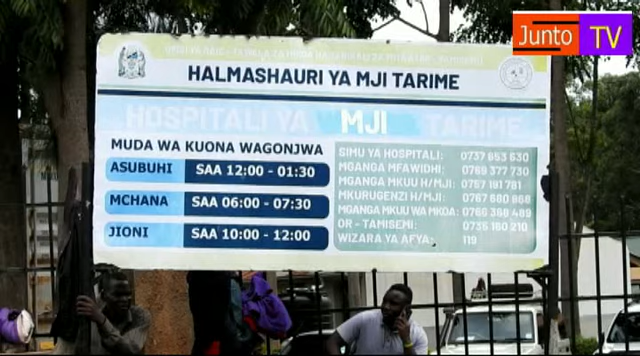 Junto TV
HALMASHAURI YA MJI TARIME
HOSPITALI YA MJI TARIME
MUDA WA KUONA WAGONJWA
ASUBUHI SAA 12:00 - 01:30
MCHANA SAA 06:00 - 07:30
JIONI SAA 10:00 - 12:00
SIMU YA HOSPITALI: 0737 653 630
MGANGA MFAWIDHI: 0769 377 730
MGANGA MKUU H/MJI: 0757 191 781
MKURUGENZI H/MJI: 0767 680 868
MGANGA MKUU WA MKOA: 0766 368 489
OR - TAMISEMI: 0735 160 210
WIZARA YA AFYA: 119